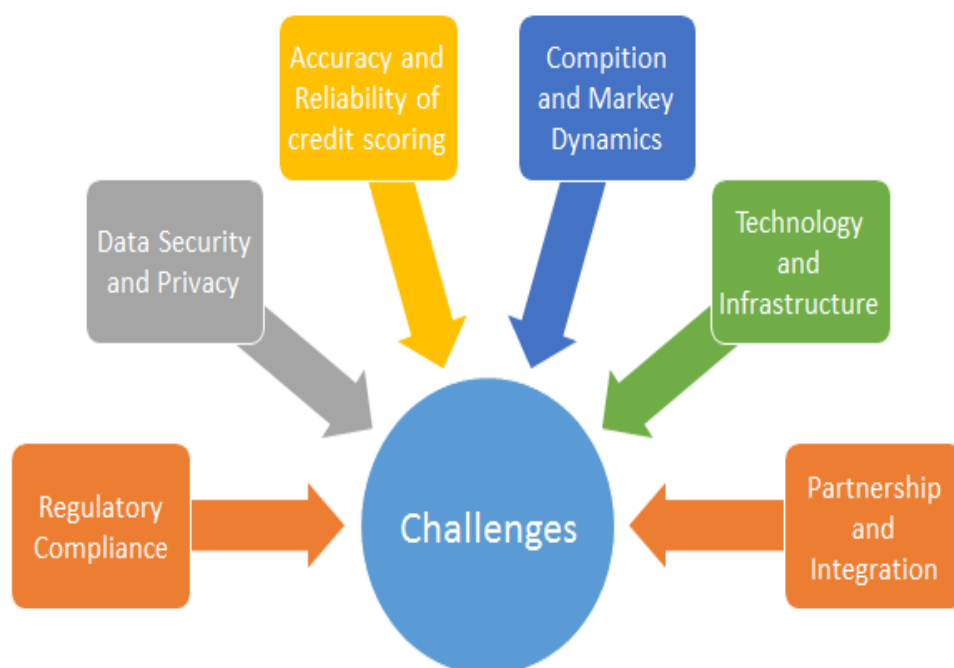 Accuracy and
Reliability of
credit scoring
Compition
and Markey
Dynamics
Data Security
and Privacy
Technology
and
Infrastructure
Regulatory
Compliance
Challenges
Partnership
and
Integration